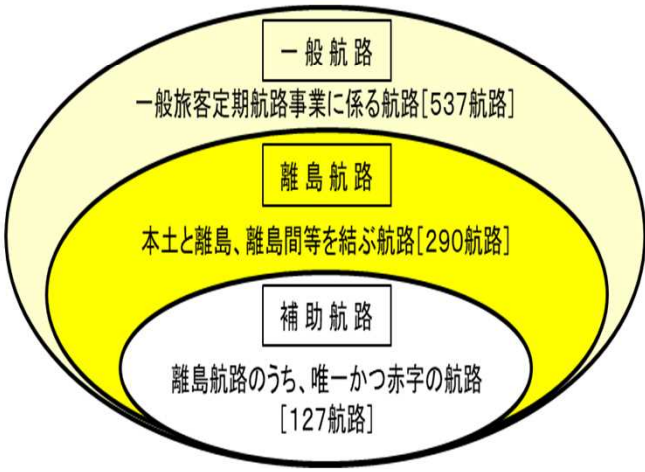 一般航路
一般旅客定期航路事業に係る航路[537航路]
離島航路
本土と離島、離島間等を結ぶ航路[290航路]
補助航路
離島航路のうち、唯一かつ赤字の航路
[127航路]